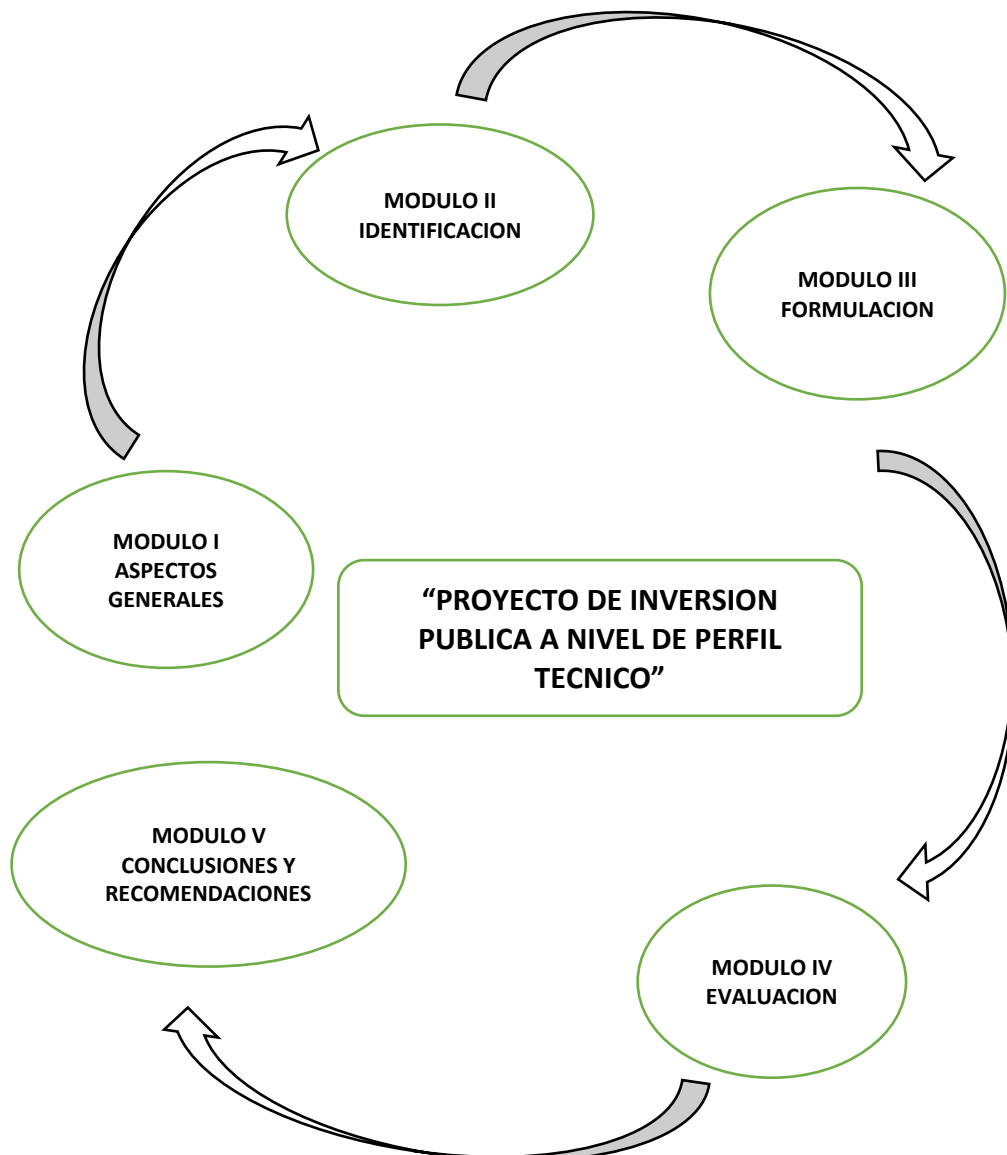 MODULO II
IDENTIFICACION
MODULO III
FORMULACION
MODULO I
ASPECTOS
GENERALES
“PROYECTO DE INVERSION
PUBLICA A NIVEL DE PERFIL
TECNICO”
MODULO V
CONCLUSIONES Y
RECOMENDACIONES
MODULO IV
EVALUACION